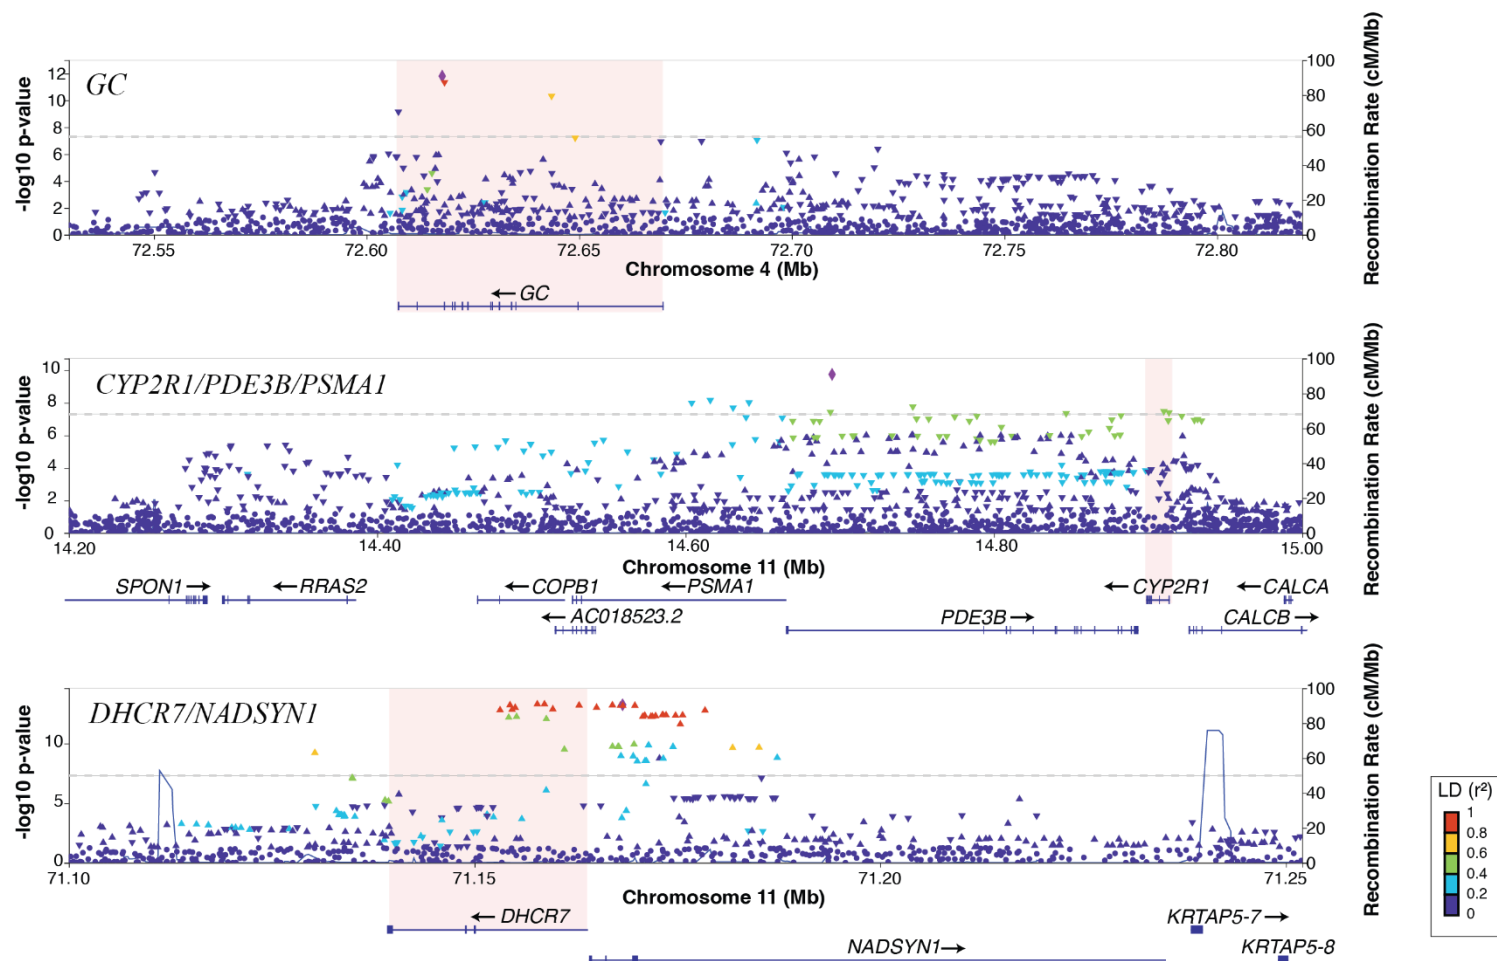 GC
-log10 p-value
Recombination Rate (cM/Mb)
12
10
8
6
4
2
0
100
80
60
40
20
0
72.55 72.60 72.65 72.70 72.75 72.80
Chromosome 4 (Mb)
← GC
CYP2R1/PDE3B/PSMA1
-log10 p-value
Recombination Rate (cM/Mb)
10
8
6
4
2
0
100
80
60
40
20
0
14.20 14.40 14.60 14.80 15.00
Chromosome 11 (Mb)
SPON1→ ←RRAS2 ←COPB1 ←PSMA1 ←CYP2R1 ←CALCA
← AC018523.2 PDE3B→ CALCB→
DHCR7/NADSYN1
-log10 p-value
Recombination Rate (cM/Mb)
10
5
0
100
80
60
40
20
0
71.10 71.15 71.20 71.25
Chromosome 11 (Mb)
← DHCR7 KRTAP5-7→
NADSYN1→ KRTAP5-8
LD (r²)
1
0.8
0.6
0.4
0.2
0